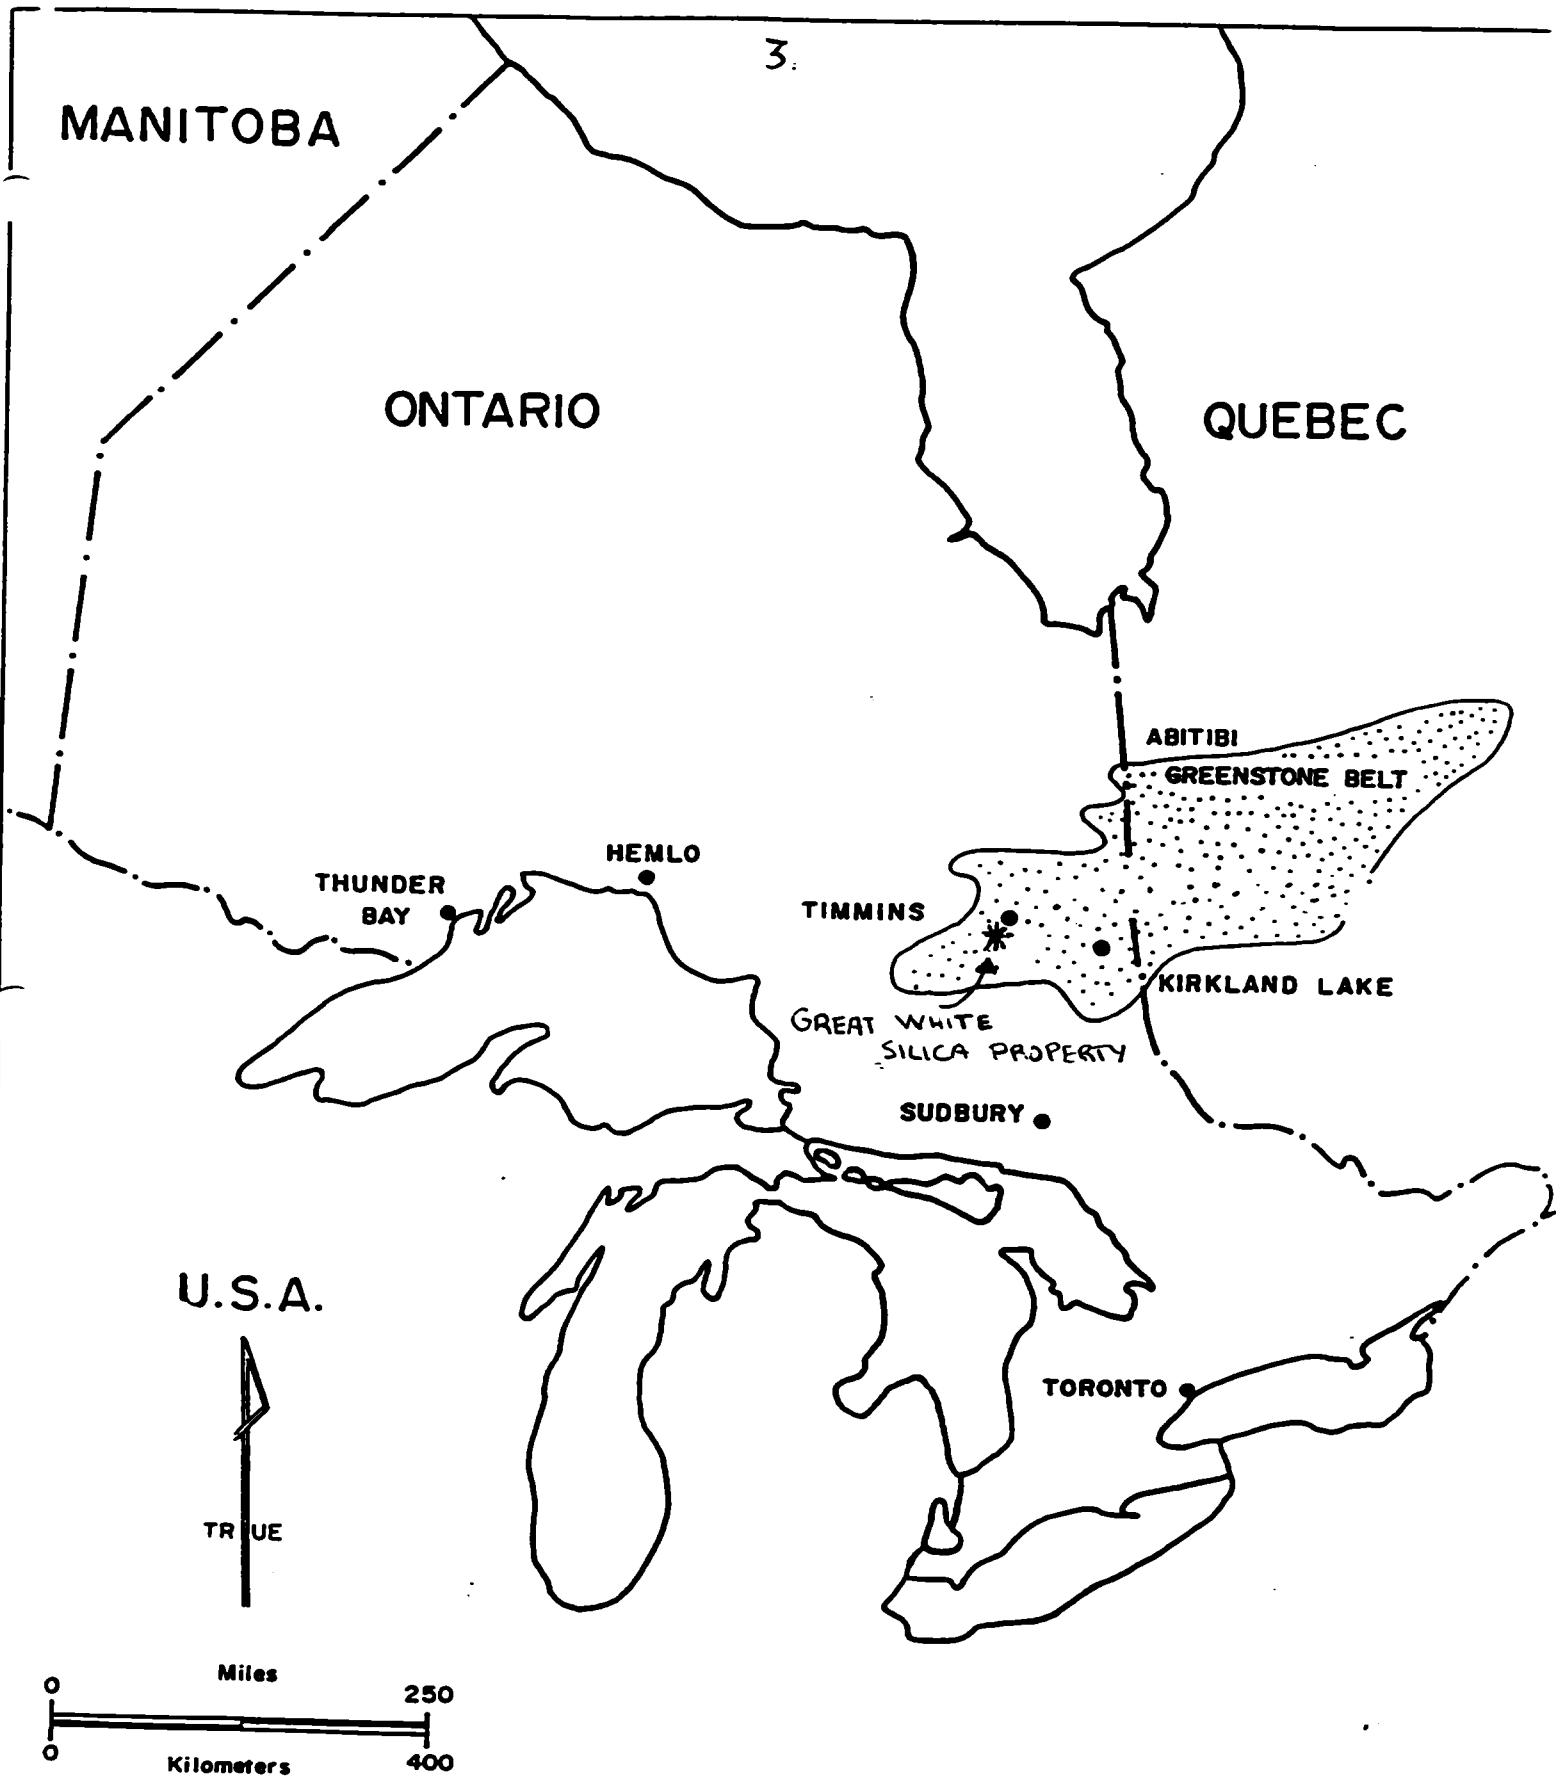 3.
MANITOBA
ONTARIO
QUEBEC
ABITIBI
GREENSTONE BELT
HEMLO
THUNDER
BAY
TIMMINS
KIRKLAND LAKE
GREAT WHITE
SILICA PROPERTY
SUDBURY
U.S.A.
TORONTO
TRUE
Miles
0 250
0 400
Kilometers